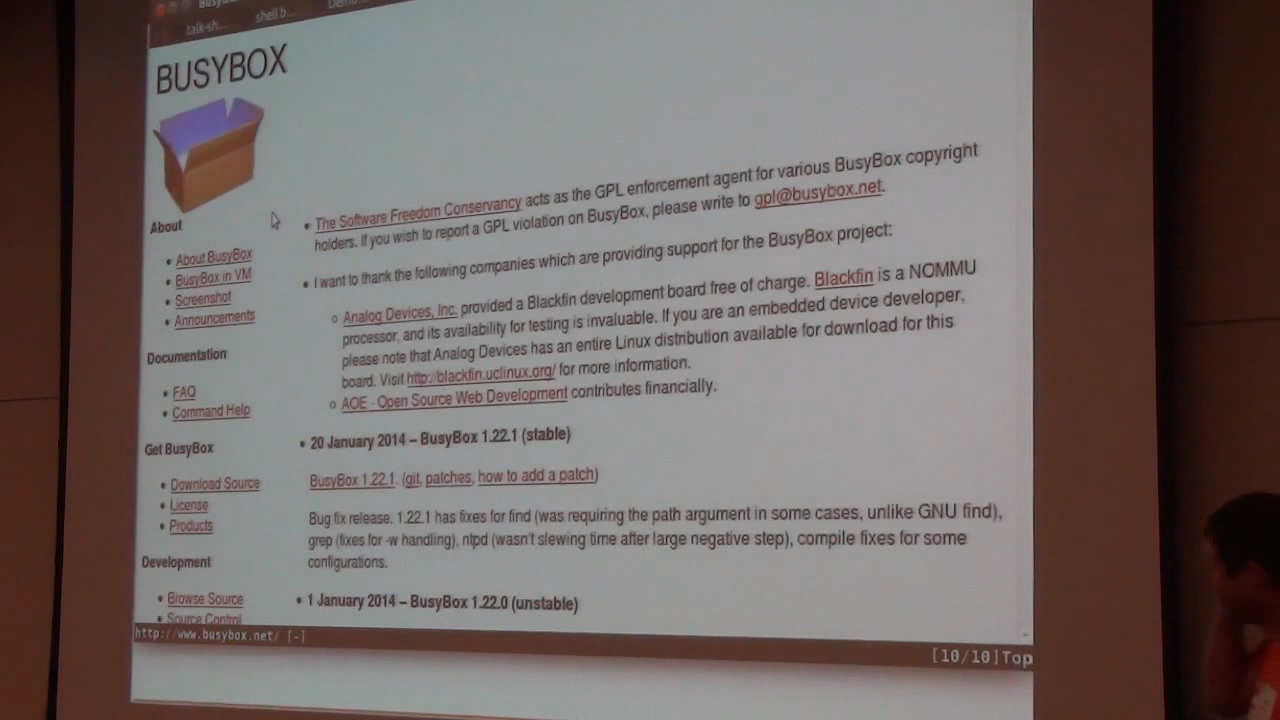 talk-sh...
shell b...
BUSYBOX
About
About BusyBox
BusyBox in VM
Screenshot
Announcements
Documentation
FAQ
Command Help
Get BusyBox
Download Source
License
Products
Development
Browse Source
Source Control
The Software Freedom Conservancy acts as the GPL enforcement agent for various BusyBox copyright
holders. If you wish to report a GPL violation on BusyBox, please write to gpl@busybox.net.
I want to thank the following companies which are providing support for the BusyBox project:
Analog Devices, Inc. provided a Blackfin development board free of charge. Blackfin is a NOMMU
processor, and its availability for testing is invaluable. If you are an embedded device developer,
please note that Analog Devices has an entire Linux distribution available for download for this
board. Visit http://blackfin.uclinux.org/ for more information.
AOE - Open Source Web Development contributes financially.
20 January 2014 – BusyBox 1.22.1 (stable)
BusyBox 1.22.1. (git, patches, how to add a patch)
Bug fix release. 1.22.1 has fixes for find (was requiring the path argument in some cases, unlike GNU find),
grep (fixes for -w handling), ntpd (wasn't slewing time after large negative step), compile fixes for some
configurations.
1 January 2014 – BusyBox 1.22.0 (unstable)
http://www.busybox.net/ [-]
[10/10]Top